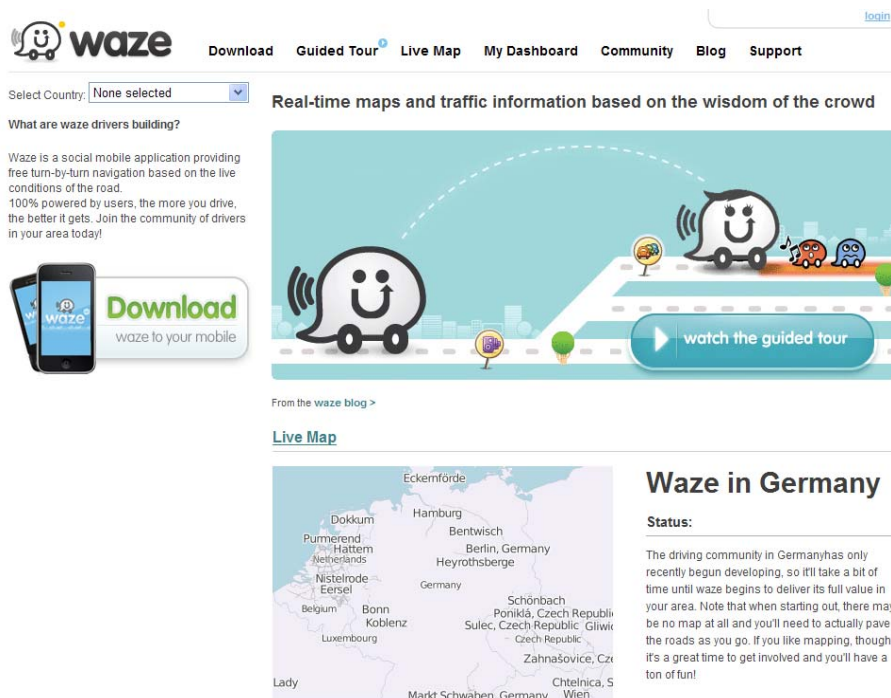 login
waze
Download Guided Tour Live Map My Dashboard Community Blog Support
Select Country: None selected
What are waze drivers building?
Waze is a social mobile application providing
free turn-by-turn navigation based on the live
conditions of the road.
100% powered by users, the more you drive,
the better it gets. Join the community of drivers
in your area today!
waze
Download
waze to your mobile
Real-time maps and traffic information based on the wisdom of the crowd
watch the guided tour
From the waze blog >
Live Map
Eckernförde
Hamburg
Dokkum
Bentwisch
Purmerend
Hattem
Berlin, Germany
Netherlands
Heyrothsberge
Nistelrode
Eersel
Germany
Schönbach
Belgium
Bonn
Poniklá, Czech Republi
Koblenz
Sulec, Czech Republic
Gliwic
Luxembourg
Czech Republic
Zahnašovice, Cze
Lady
Chtelnica, S
Markt Schwaben, Germany
Wien,
Waze in Germany
Status:
The driving community in Germanyhas only
recently begun developing, so it'll take a bit of
time until waze begins to deliver its full value in
your area. Note that when starting out, there may
be no map at all and you'll need to actually pave
the roads as you go. If you like mapping, though
it's a great time to get involved and you'll have a
ton of fun!